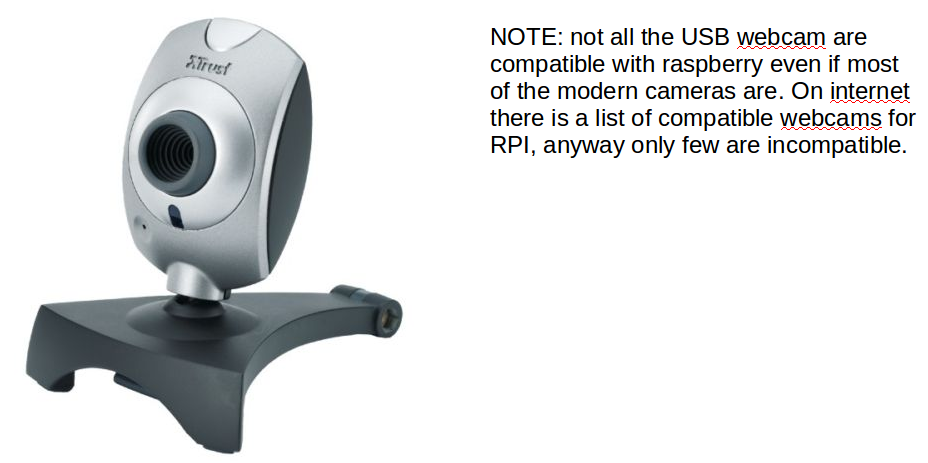 Trust
NOTE: not all the USB webcam are
compatible with raspberry even if most
of the modern cameras are. On internet
there is a list of compatible webcams for
RPI, anyway only few are incompatible.